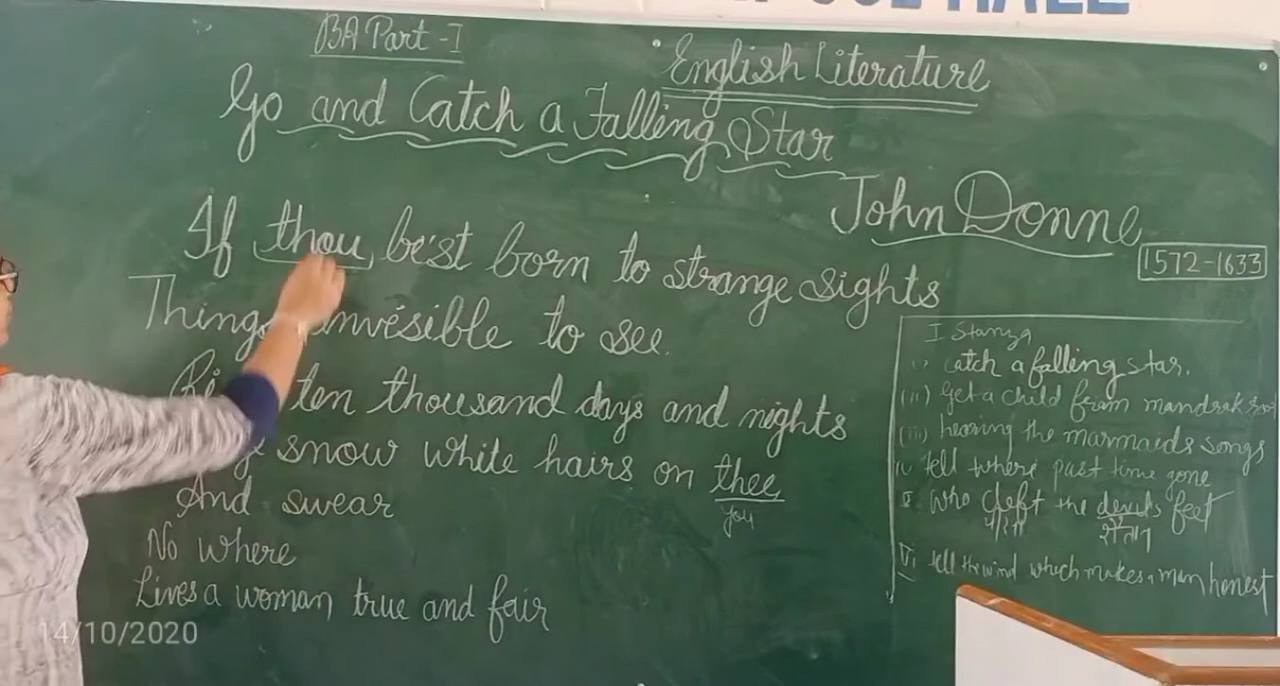 HALL
BA Part-I
English Literature
Go and Catch a Falling Star
John Donne
1572-1633
If thou be'st born to strange sights
Things invesible to see.
ten thousand days and nights
snow white hairs on thee
you
And swear
No where
Lives a woman true and fair
I Stanza
i) catch a falling star.
(ii) get a child from mandrak
(iii) hearing the marmaids songs
iv tell where past time gone
V. who cleft the devils feet
शैतान
VI tell the wind which makes a man honest
14/10/2020